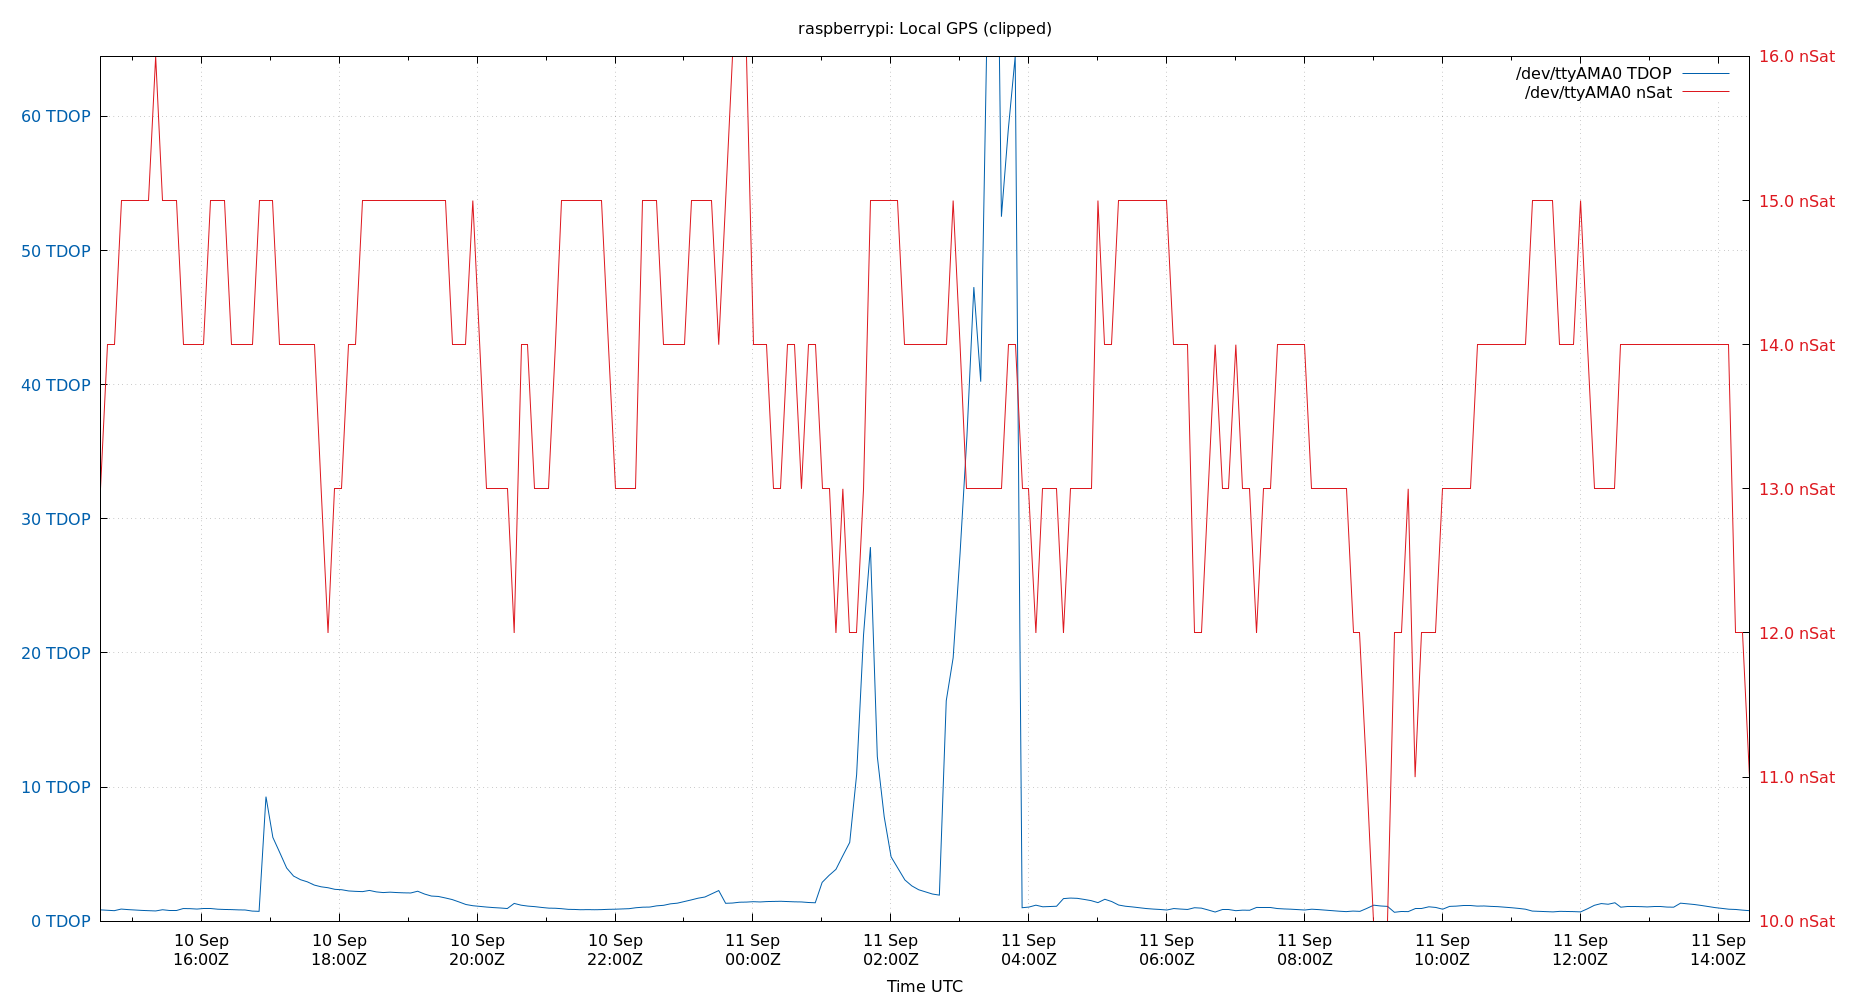 raspberrypi: Local GPS (clipped)
/dev/ttyAMA0 TDOP
/dev/ttyAMA0 nSat
60 TDOP
50 TDOP
40 TDOP
30 TDOP
20 TDOP
10 TDOP
0 TDOP
16.0 nSat
15.0 nSat
14.0 nSat
13.0 nSat
12.0 nSat
11.0 nSat
10.0 nSat
10 Sep 10 Sep 10 Sep 10 Sep 11 Sep 11 Sep 11 Sep 11 Sep 11 Sep 11 Sep 11 Sep 11 Sep
16:00Z 18:00Z 20:00Z 22:00Z 00:00Z 02:00Z 04:00Z 06:00Z 08:00Z 10:00Z 12:00Z 14:00Z
Time UTC